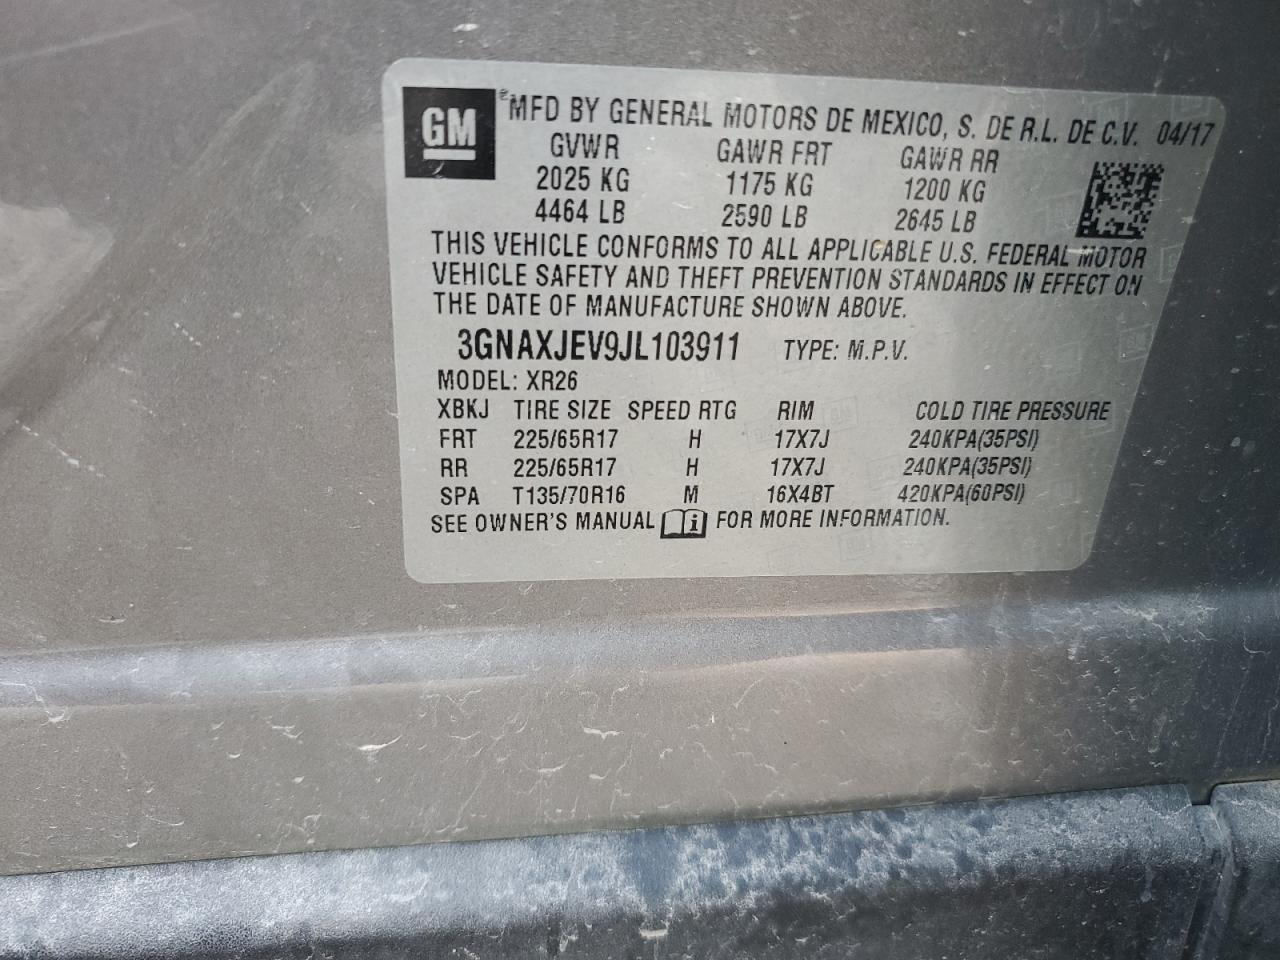 GM MFD BY GENERAL MOTORS DE MEXICO, S. DE R.L. DE C.V. 04/17
GVWR GAWR FRT GAWR RR
2025 KG 1175 KG 1200 KG
4464 LB 2590 LB 2645 LB
THIS VEHICLE CONFORMS TO ALL APPLICABLE U.S. FEDERAL MOTOR
VEHICLE SAFETY AND THEFT PREVENTION STANDARDS IN EFFECT ON
THE DATE OF MANUFACTURE SHOWN ABOVE.
3GNAXJEV9JL103911 TYPE: M.P.V.
MODEL: XR26
XBKJ TIRE SIZE SPEED RTG RIM COLD TIRE PRESSURE
FRT 225/65R17 H 17X7J 240KPA(35PSI)
RR 225/65R17 H 17X7J 240KPA(35PSI)
SPA T135/70R16 M 16X4BT 420KPA(60PSI)
SEE OWNER'S MANUAL i FOR MORE INFORMATION.